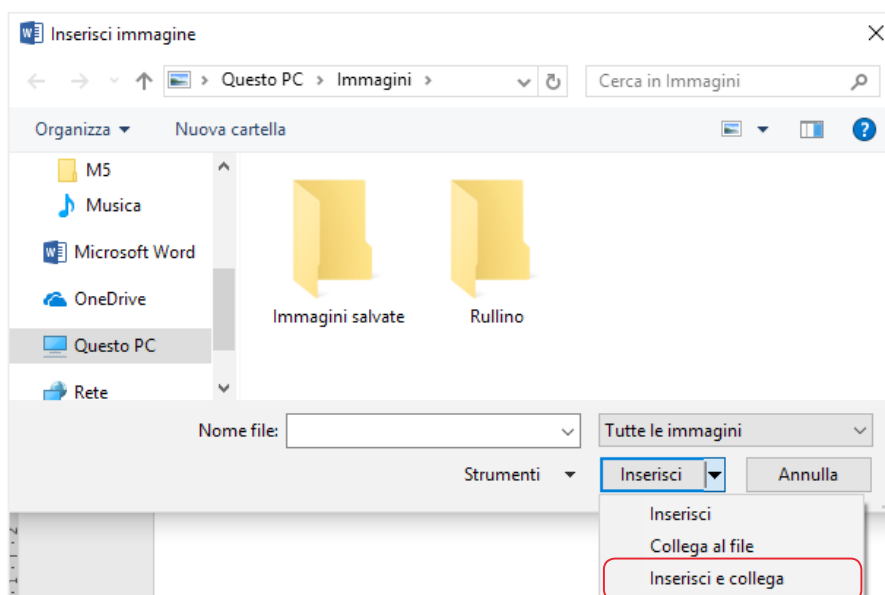 Inserisci immagine
Questo PC > Immagini >
Cerca in Immagini
Organizza
Nuova cartella
M5
Musica
Microsoft Word
OneDrive
Questo PC
Rete
Immagini salvate
Rullino
Nome file:
Tutte le immagini
Strumenti
Inserisci
Annulla
Inserisci
Collega al file
Inserisci e collega